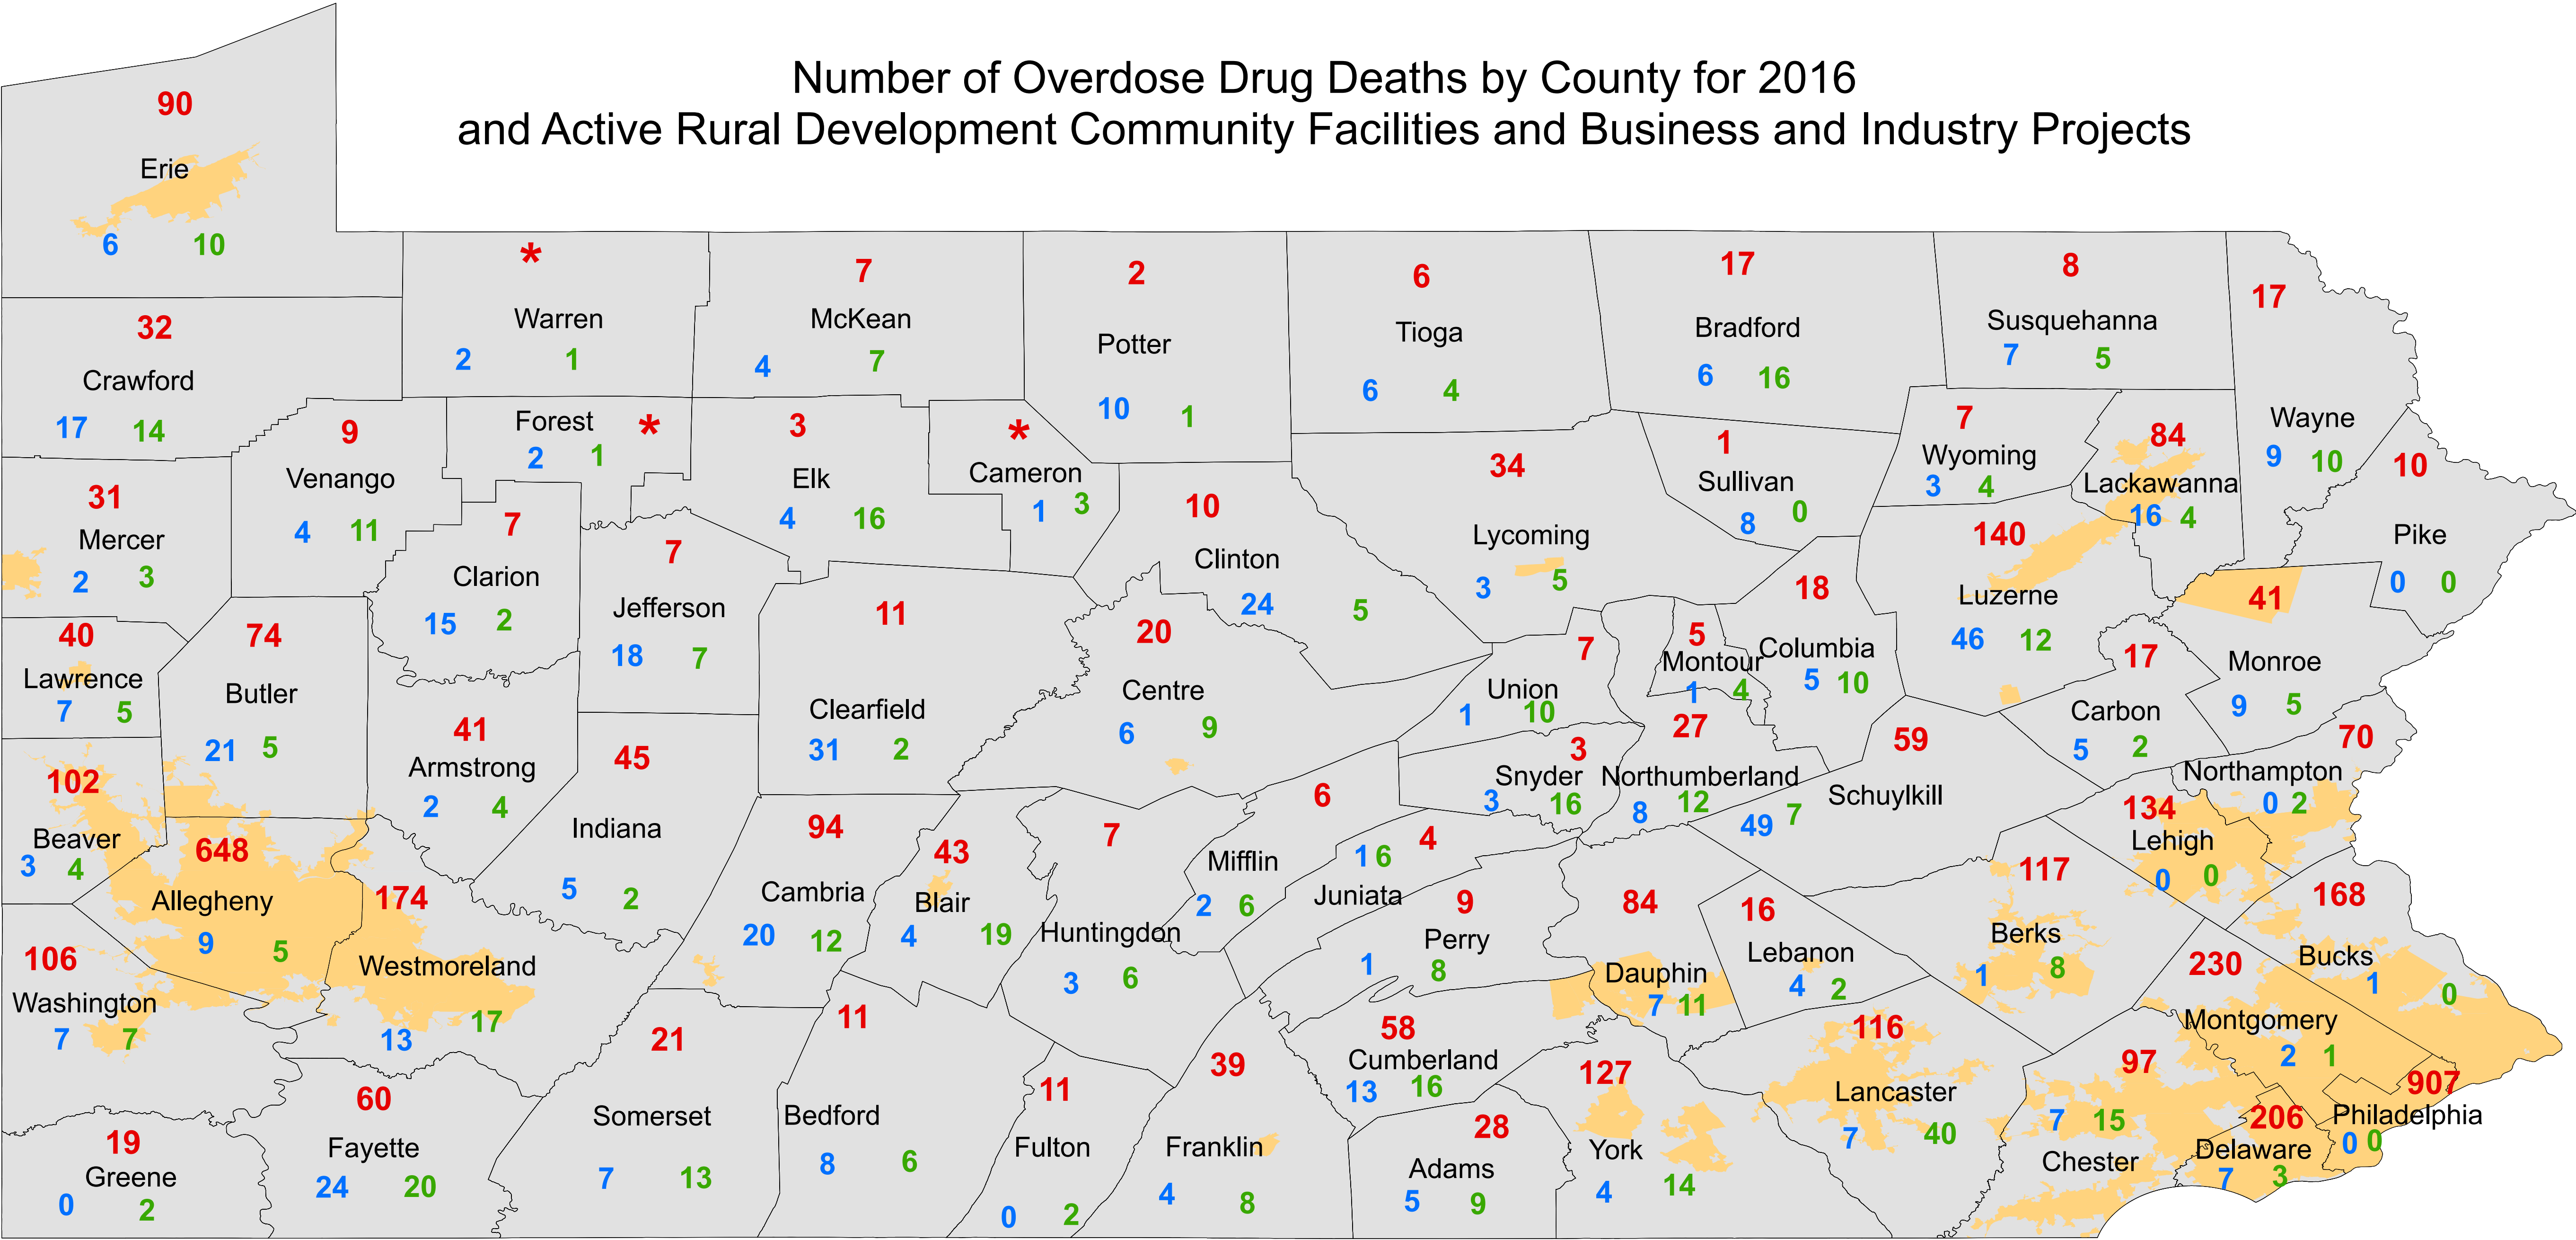 Number of Overdose Drug Deaths by County for 2016
and Active Rural Development Community Facilities and Business and Industry Projects
90
Erie
6 10
*
Warren
2 1
7
McKean
4 7
2
Potter
10 1
6
Tioga
6 4
17
Bradford
6 16
8
Susquehanna
7 5
17
Wayne
9 10
32
Crawford
17 14
9
Venango
4 11
Forest *
2 1
3
Elk
4 16
*
Cameron
1 3
10
Clinton
24 5
34
Lycoming
3 5
1
Sullivan
8 0
7
Wyoming
3 4
84
Lackawanna
16 4
10
Pike
0 0
31
Mercer
2 3
7
Clarion
15 2
7
Jefferson
18 7
11
Clearfield
31 2
20
Centre
6 9
7
Union
1 10
5
Montour
1 4
18
Columbia
5 10
140
Luzerne
46 12
41
Monroe
9 5
40
Lawrence
7 5
74
Butler
21 5
41
Armstrong
2 4
45
Indiana
5 2
3
Snyder
3 16
27
Northumberland
8 12
59
Schuylkill
49 7
17
Carbon
5 2
70
Northampton
0 2
102
Beaver
3 4
648
Allegheny
9 5
174
Westmoreland
13 17
94
Cambria
20 12
43
Blair
4 19
7
Huntingdon
3 6
6
Mifflin
2 6
4
1 6
Juniata
9
Perry
1 8
84
Dauphin
7 11
16
Lebanon
4 2
117
Berks
1 8
134
Lehigh
0 0
168
Bucks
1 0
106
Washington
7 7
21
Somerset
7 13
11
Bedford
8 6
11
Fulton
0 2
39
Franklin
4 8
58
Cumberland
13 16
28
Adams
5 9
127
York
4 14
116
Lancaster
7 40
97
7 15
Chester
230
Montgomery
2 1
206
Delaware
7 3
907
Philadelphia
0 0
19
Greene
0 2
60
Fayette
24 20